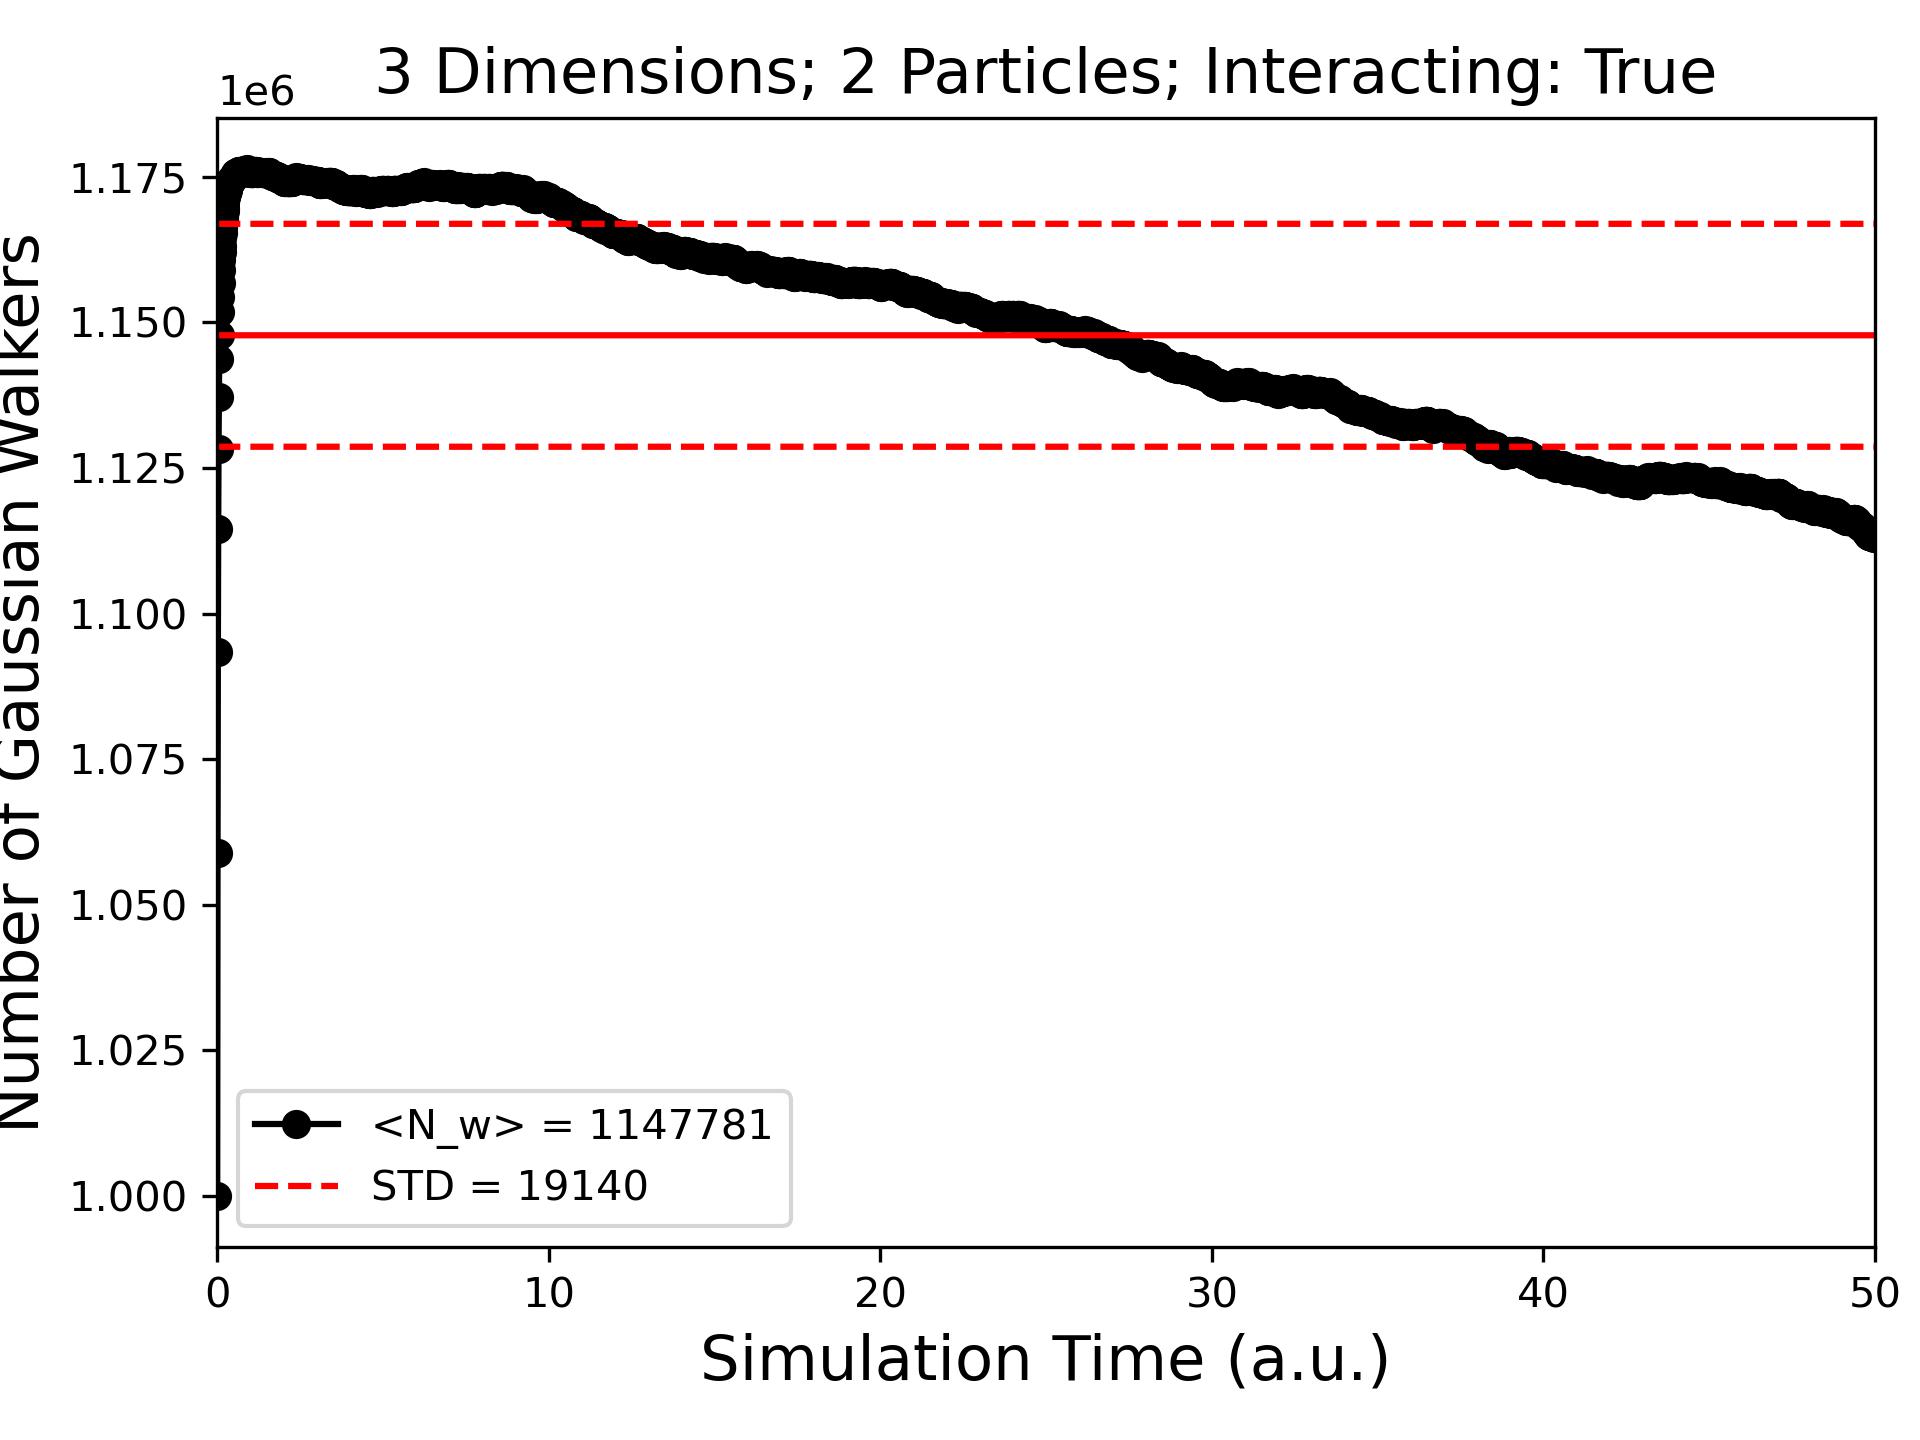 3 Dimensions; 2 Particles; Interacting: True
1e6
1.175
1.150
1.125
1.100
1.075
1.050
1.025
1.000
Number of Gaussian Walkers
<N_w> = 1147781
STD = 19140
0 10 20 30 40 50
Simulation Time (a.u.)